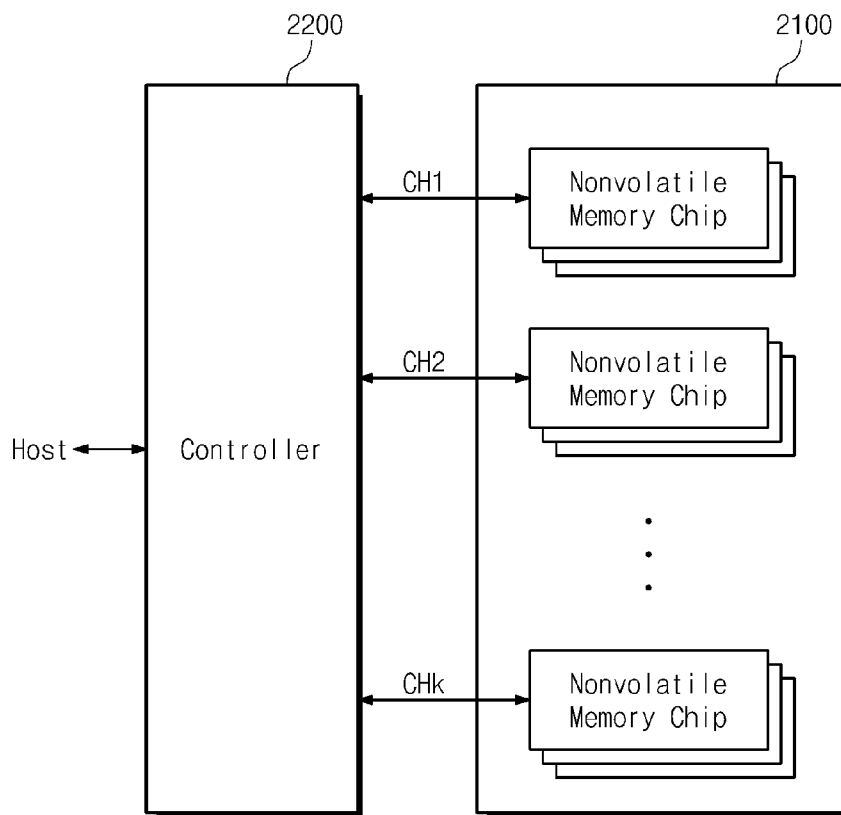 2200
2100
CH1
Nonvolatile
Memory Chip
CH2
Nonvolatile
Memory Chip
Host
Controller
CHk
Nonvolatile
Memory Chip